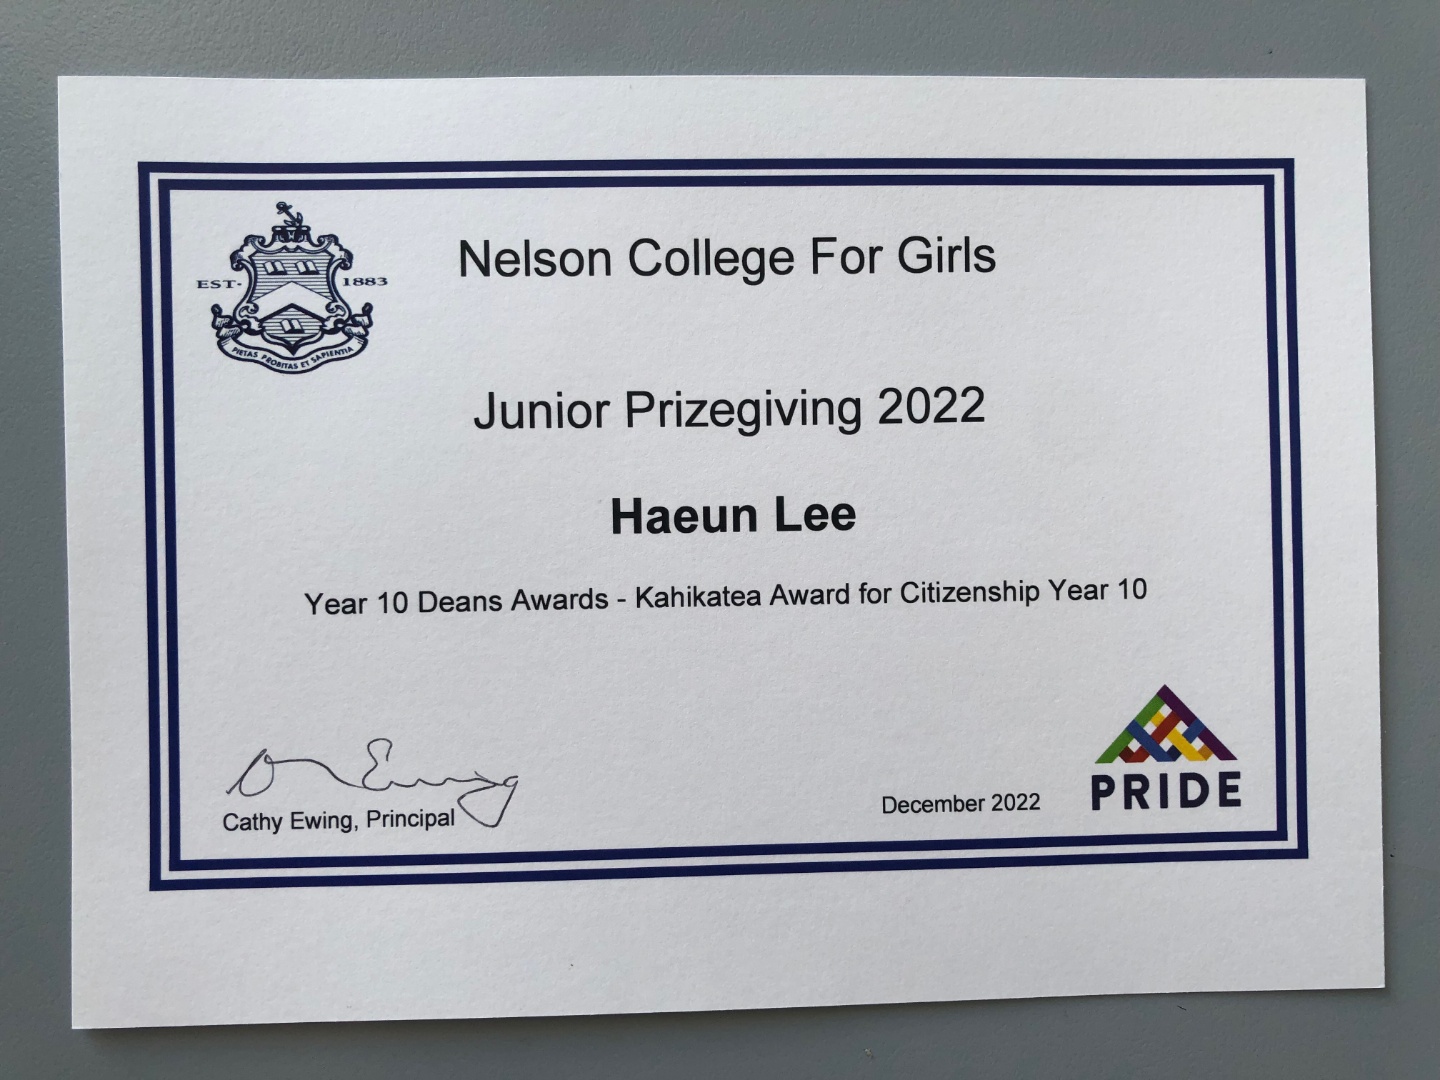 EST. 1883
PIETAS PROBITAS ET SAPIENTIA
Nelson College For Girls
Junior Prizegiving 2022
Haeun Lee
Year 10 Deans Awards - Kahikatea Award for Citizenship Year 10
Cathy Ewing, Principal
December 2022
PRIDE